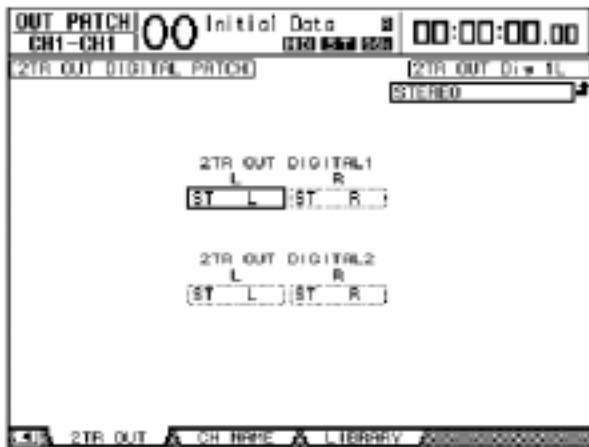 OUT PATCH
CH1-CH1
00
Initial Data
00:00:00.00
2TR OUT DIGITAL PATCH
2TR OUT Dig 1L
STEREO
2TR OUT DIGITAL1
L R
ST L ST R
2TR OUT DIGITAL2
L R
ST L ST R
2TR OUT CH NAME LIBRARY